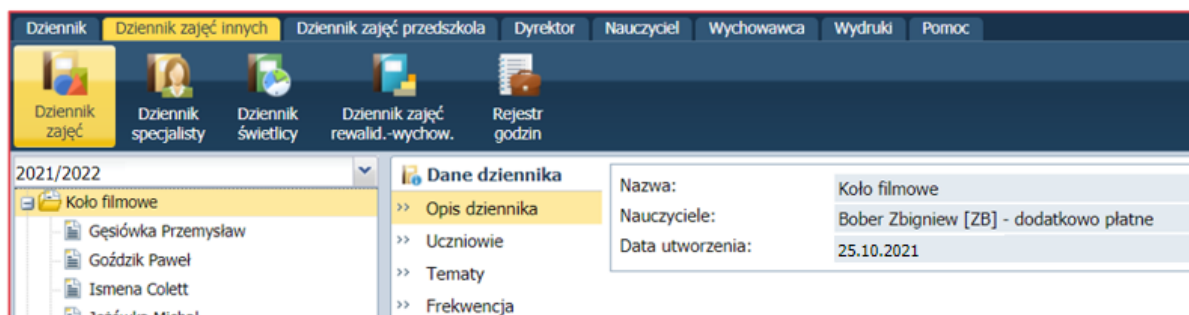 Dziennik Dziennik zajęć innych Dziennik zajęć przedszkola Dyrektor Nauczyciel Wychowawca Wydruki Pomoc
Dziennik zajęć
Dziennik specjalisty
Dziennik świetlicy
Dziennik zajęć rewalid.-wychow.
Rejestr godzin
2021/2022
Koło filmowe
Gęsiówka Przemysław
Goździk Paweł
Ismena Colett
Dane dziennika
Opis dziennika
Uczniowie
Tematy
Frekwencja
Nazwa: Koło filmowe
Nauczyciele: Bober Zbigniew [ZB] - dodatkowo płatne
Data utworzenia: 25.10.2021